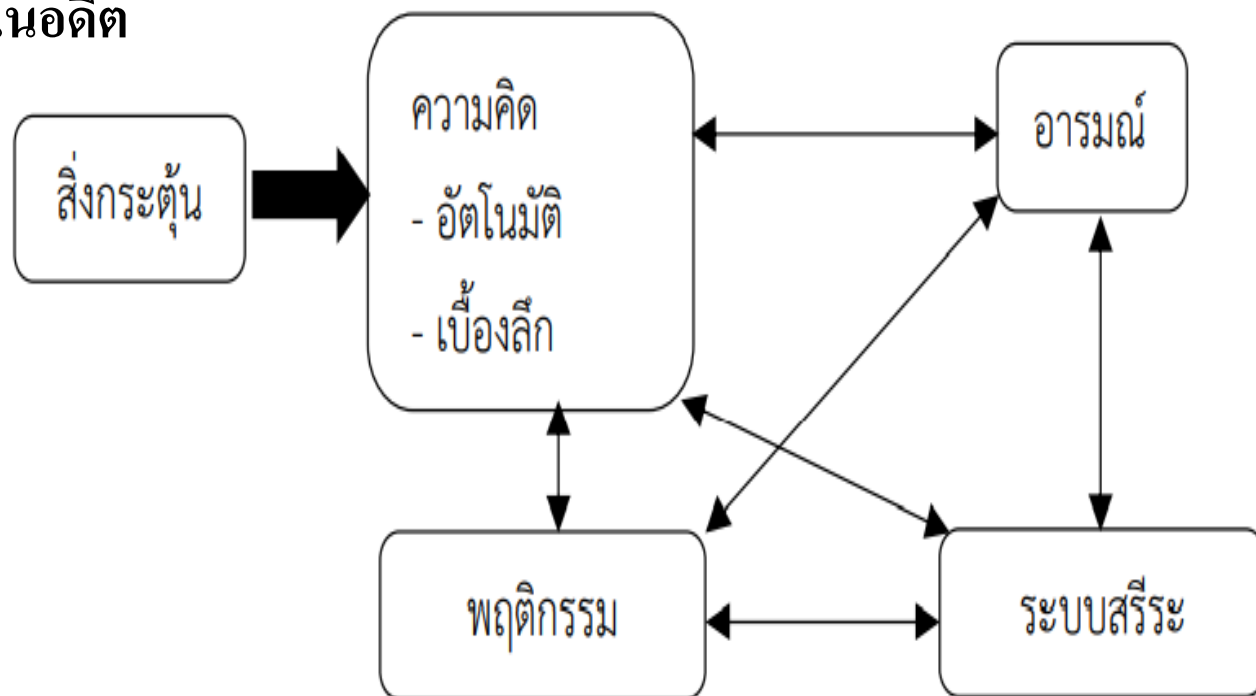 นอดีต
สิ่งกระตุ้น
ความคิด
- อัตโนมัติ
- เบื้องลึก
อารมณ์
พฤติกรรม
ระบบสรีระ